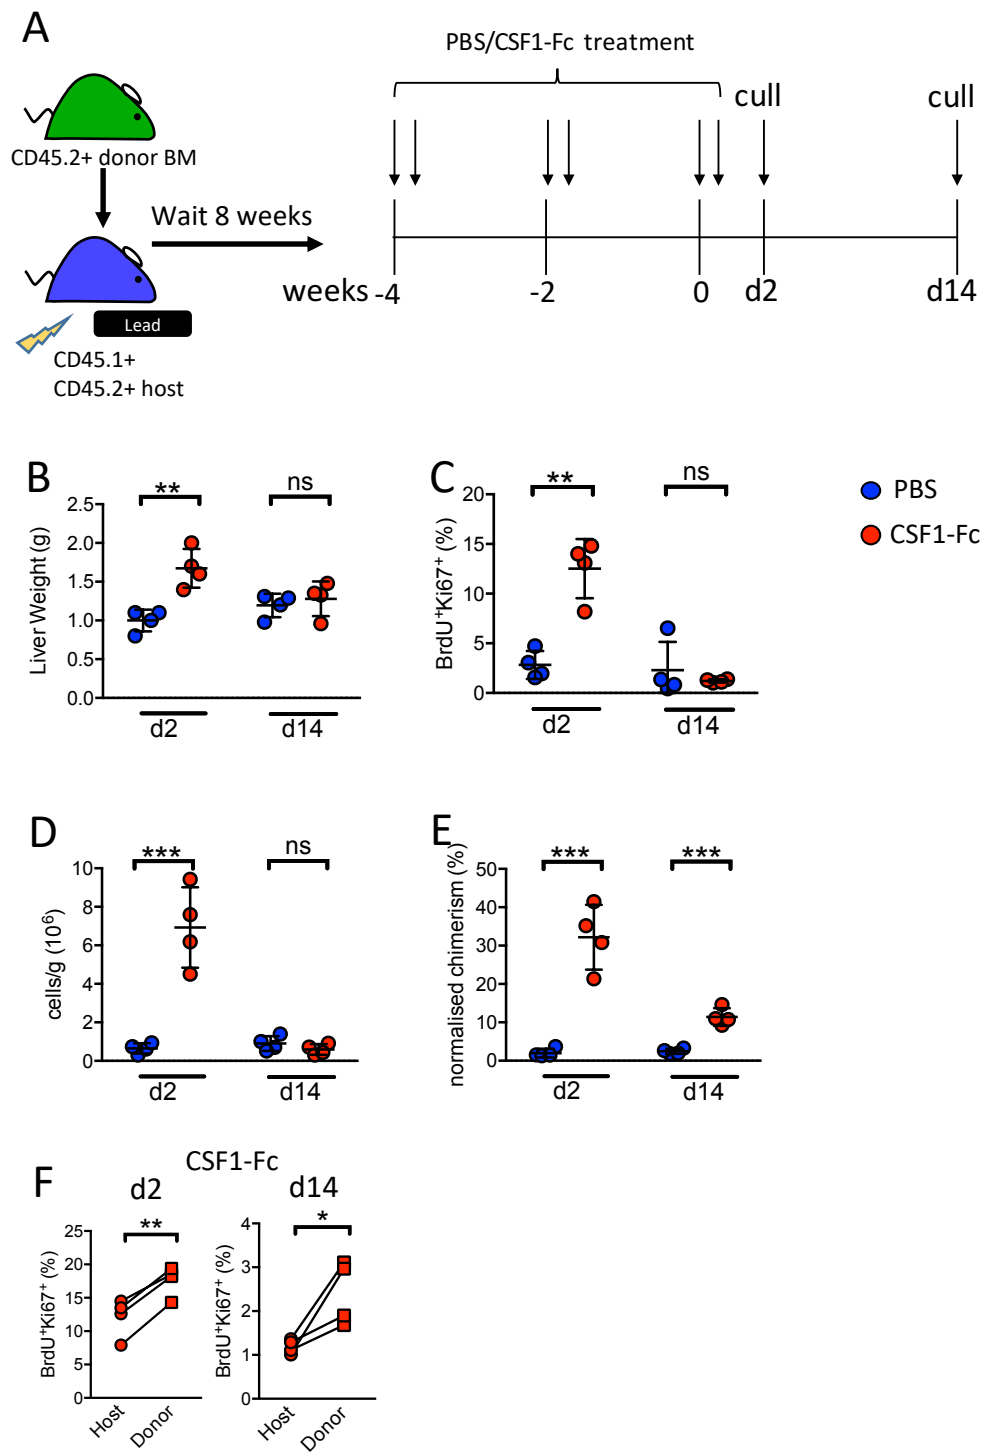 A
PBS/CSF1-Fc treatment
cull
cull
CD45.2+ donor BM
Wait 8 weeks
weeks -4
-2
0
d2
d14
Lead
CD45.1+
CD45.2+ host
B
**
ns
Liver Weight (g)
2.5
2.0
1.5
1.0
0.5
0.0
d2
d14
C
**
ns
BrdU⁺Ki67⁺ (%)
20
15
10
5
0
d2
d14
PBS
CSF1-Fc
D
***
ns
cells/g (10⁶)
10
8
6
4
2
0
d2
d14
E
***
***
normalised chimerism (%)
50
40
30
20
10
0
d2
d14
F
CSF1-Fc
d2
d14
**
BrdU⁺Ki67⁺ (%)
25
20
15
10
5
0
Host
Donor
*
BrdU⁺Ki67⁺ (%)
4
3
2
1
0
Host
Donor